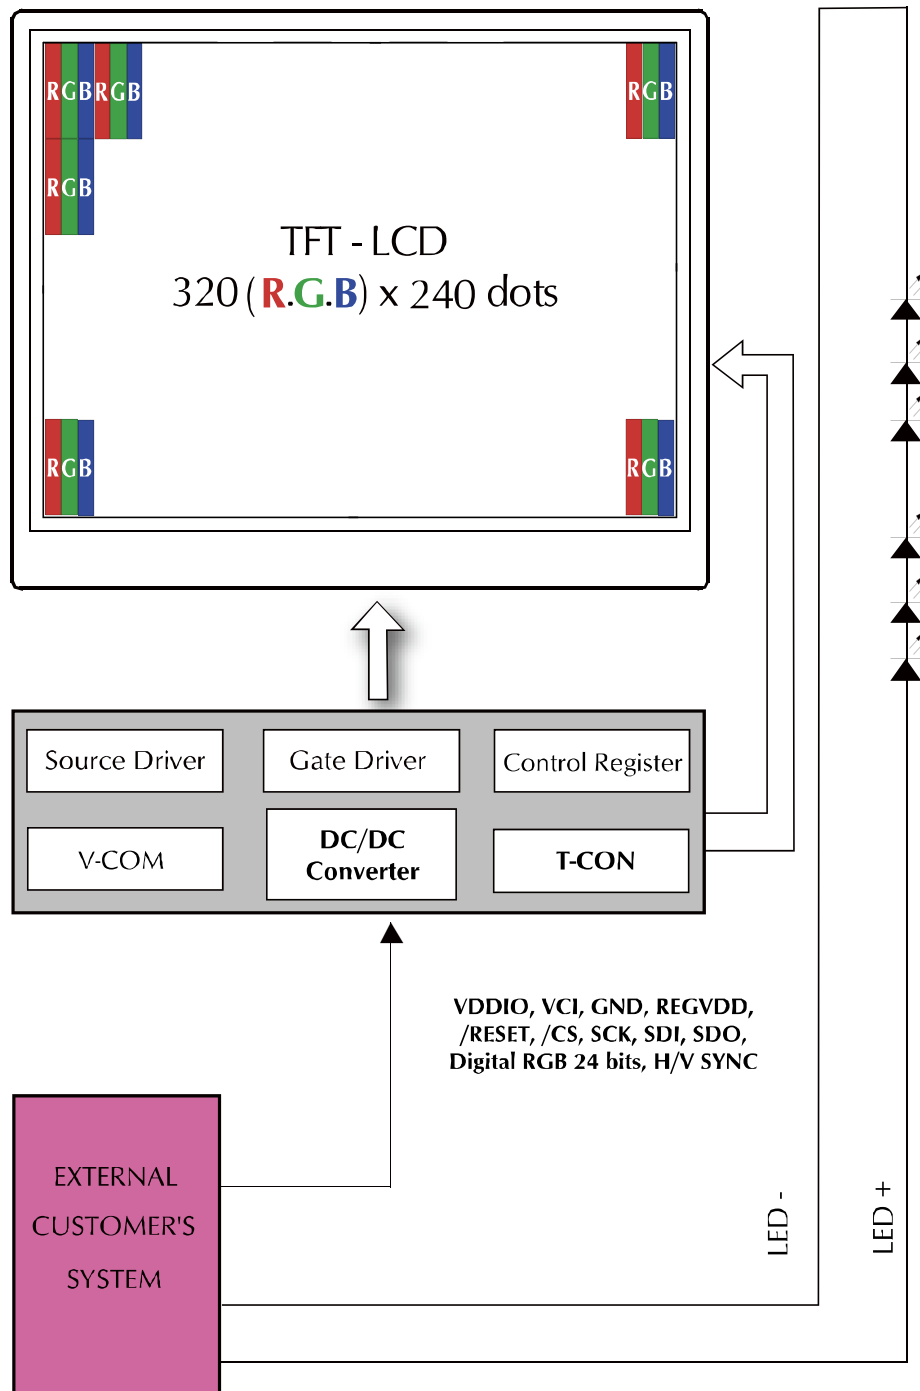 RGB RGB RGB
RGB
TFT - LCD
320 (R.G.B) x 240 dots
RGB RGB
Source Driver Gate Driver Control Register
V-COM DC/DC Converter T-CON
VDDIO, VCI, GND, REGVDD,
/RESET, /CS, SCK, SDI, SDO,
Digital RGB 24 bits, H/V SYNC
EXTERNAL
CUSTOMER'S
SYSTEM
LED -
LED +